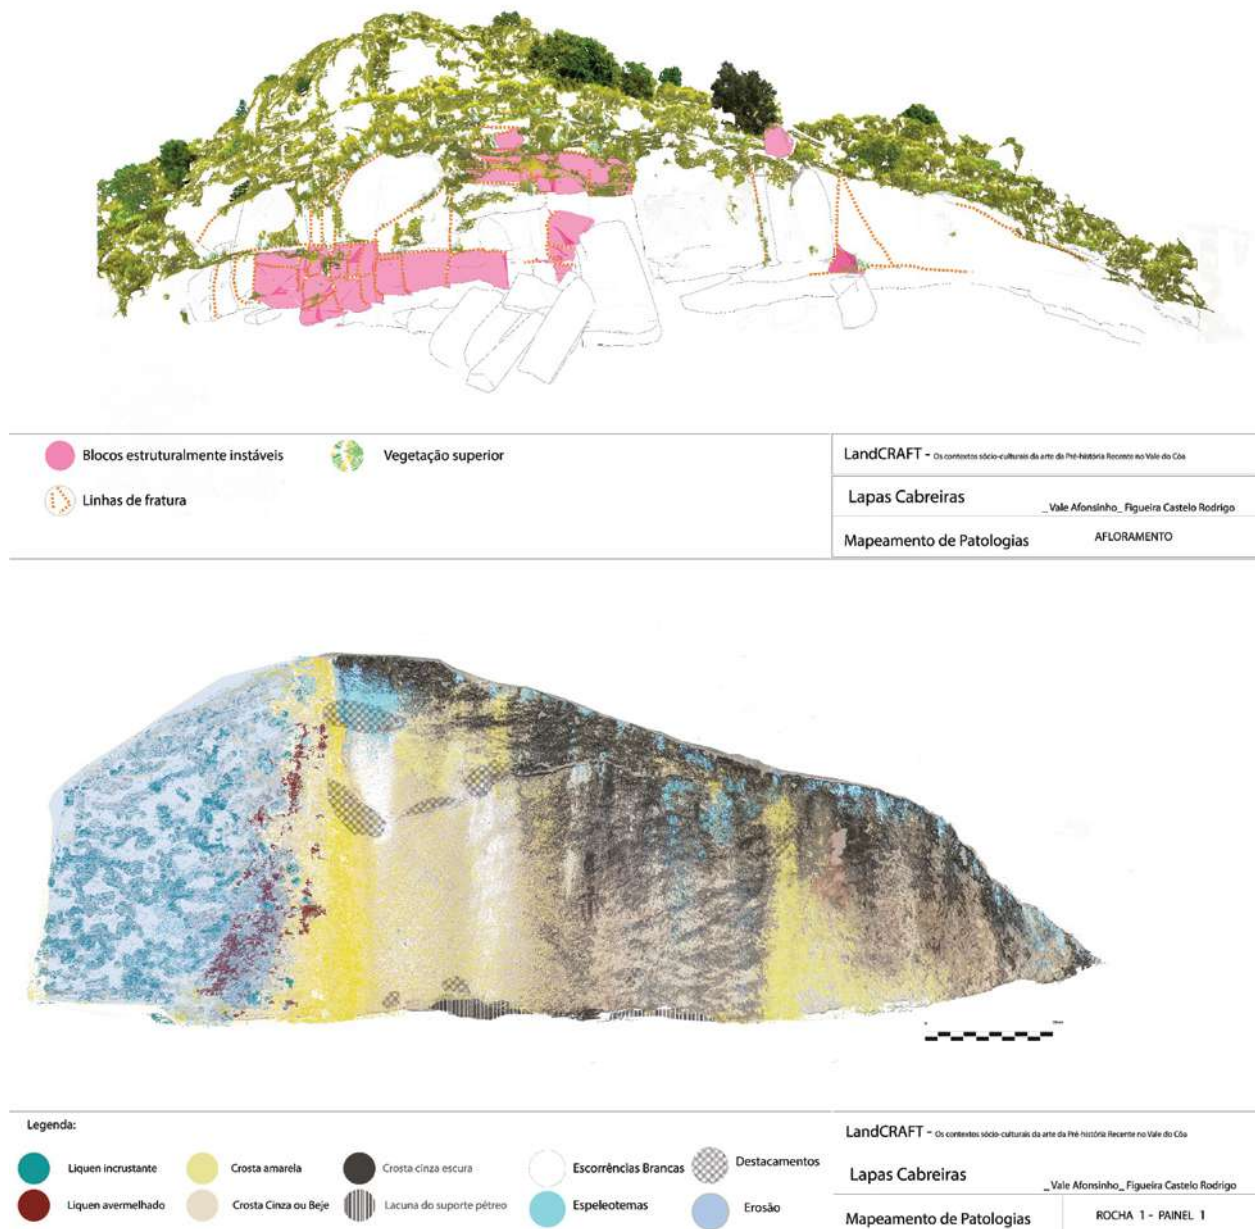 Blocos estruturalmente instáveis
Vegetação superior
Linhas de fratura
LandCRAFT - Os contextos sócio-culturais da arte da Pré-história Recente no Vale do Côa
Lapas Cabreiras _Vale Afonsinho_ Figueira Castelo Rodrigo
Mapeamento de Patologias AFLORAMENTO
Legenda:
Liquen incrustante
Crosta amarela
Crosta cinza escura
Escorrências Brancas
Destacamentos
Liquen avermelhado
Crosta Cinza ou Beje
Lacuna do suporte pétreo
Espeleotemas
Erosão
LandCRAFT - Os contextos sócio-culturais da arte da Pré-história Recente no Vale do Côa
Lapas Cabreiras _Vale Afonsinho_ Figueira Castelo Rodrigo
Mapeamento de Patologias ROCHA 1 - PAINEL 1